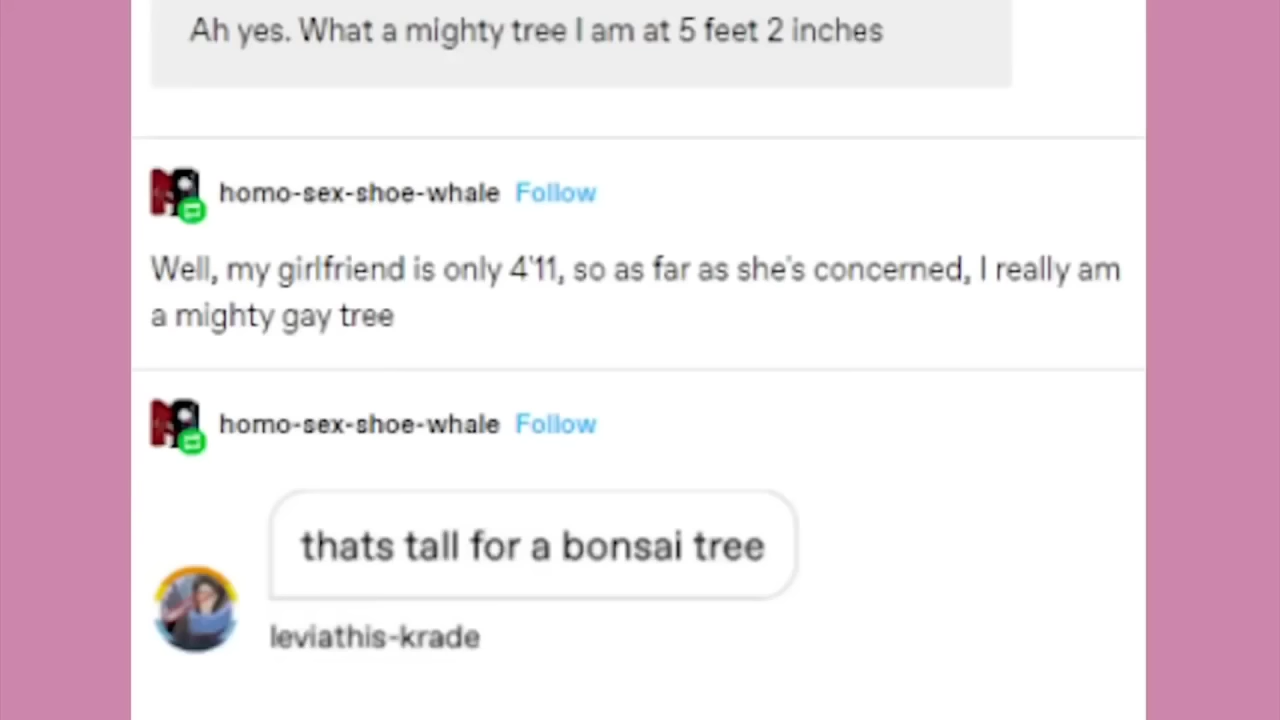 Ah yes. What a mighty tree I am at 5 feet 2 inches
homo-sex-shoe-whale Follow
Well, my girlfriend is only 4'11, so as far as she's concerned, I really am
a mighty gay tree
homo-sex-shoe-whale Follow
thats tall for a bonsai tree
leviathis-krade